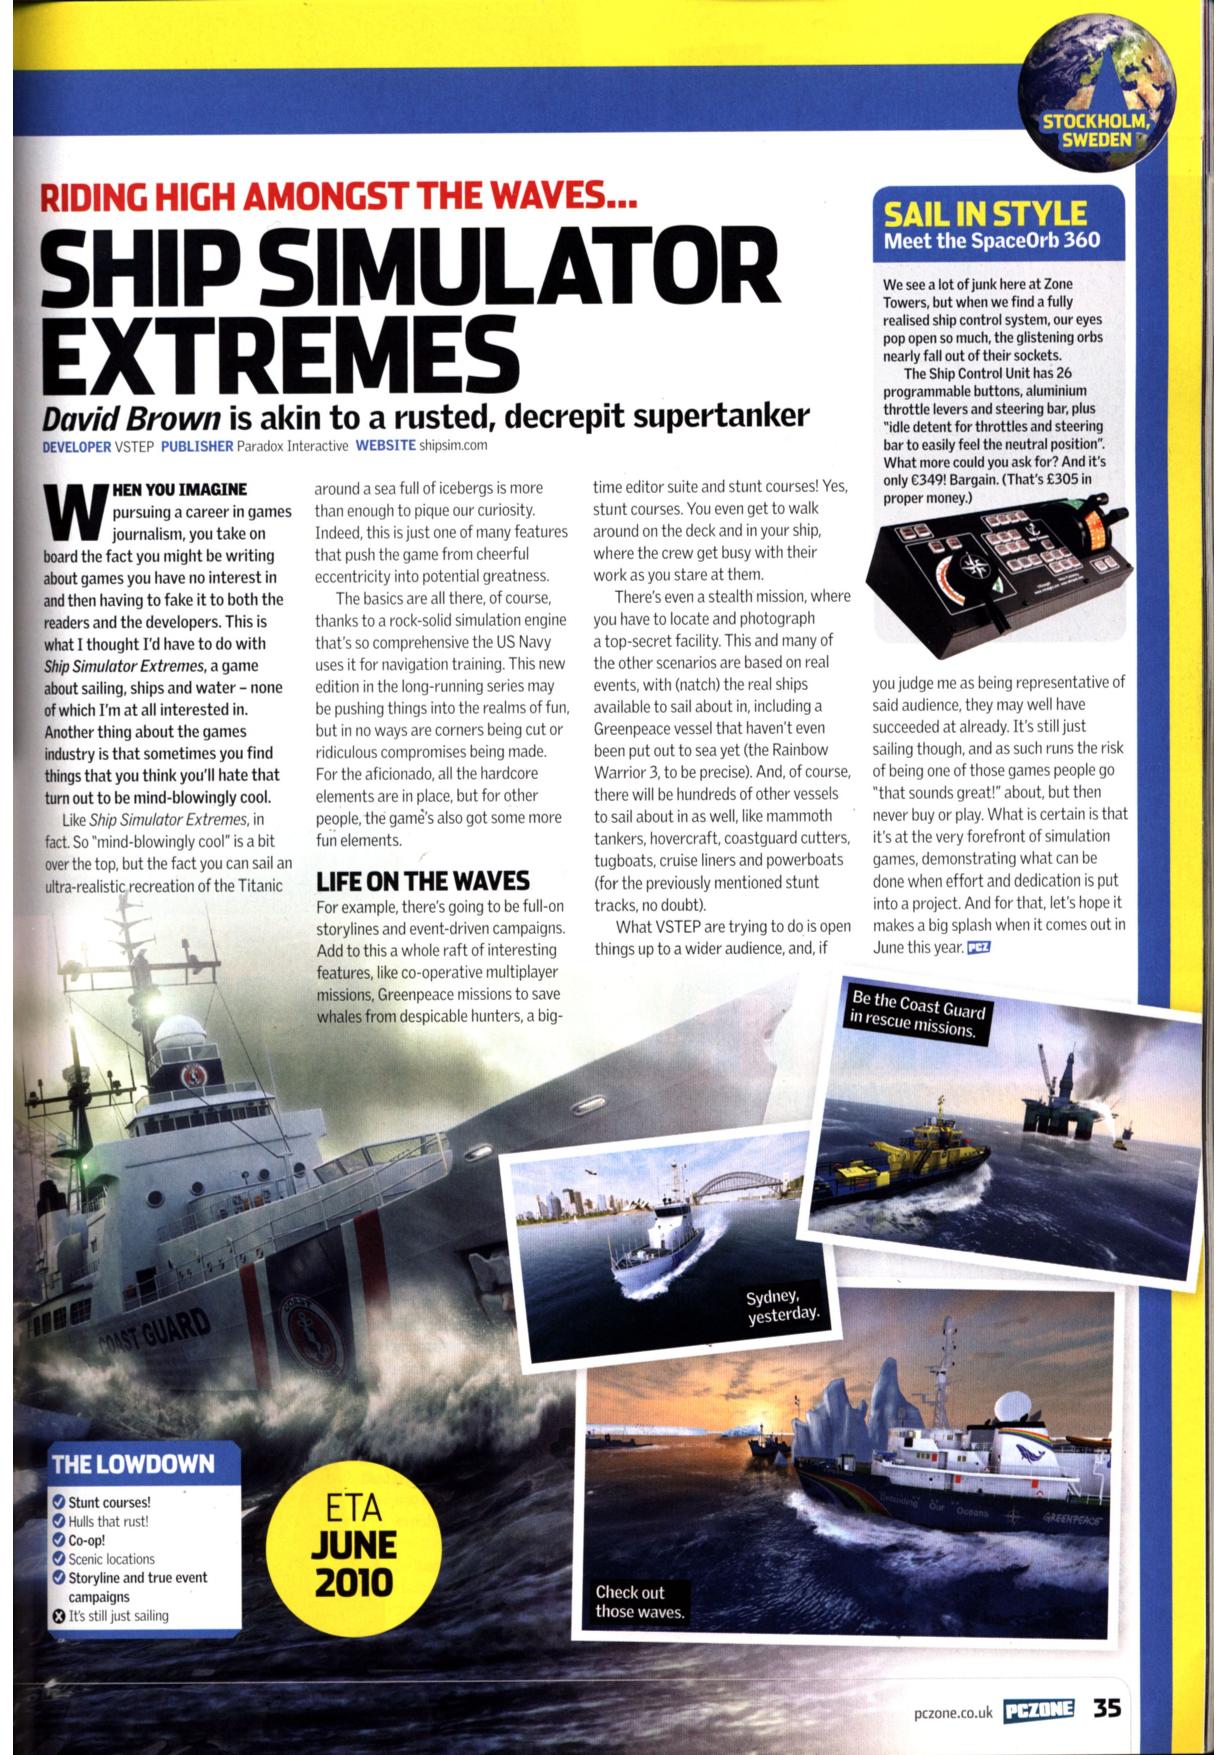 STOCKHOLM,
SWEDEN
RIDING HIGH AMONGST THE WAVES...
SHIP SIMULATOR
EXTREMES
David Brown is akin to a rusted, decrepit supertanker
DEVELOPER VSTEP PUBLISHER Paradox Interactive WEBSITE shipsim.com
WHEN YOU IMAGINE
pursuing a career in games
journalism, you take on
board the fact you might be writing
about games you have no interest in
and then having to fake it to both the
readers and the developers. This is
what I thought I'd have to do with
Ship Simulator Extremes, a game
about sailing, ships and water – none
of which I'm at all interested in.
Another thing about the games
industry is that sometimes you find
things that you think you'll hate that
turn out to be mind-blowingly cool.
Like Ship Simulator Extremes, in
fact. So "mind-blowingly cool" is a bit
over the top, but the fact you can sail an
ultra-realistic recreation of the Titanic
around a sea full of icebergs is more
than enough to pique our curiosity.
Indeed, this is just one of many features
that push the game from cheerful
eccentricity into potential greatness.
The basics are all there, of course,
thanks to a rock-solid simulation engine
that's so comprehensive the US Navy
uses it for navigation training. This new
edition in the long-running series may
be pushing things into the realms of fun,
but in no ways are corners being cut or
ridiculous compromises being made.
For the aficionado, all the hardcore
elements are in place, but for other
people, the game's also got some more
fun elements.
LIFE ON THE WAVES
For example, there's going to be full-on
storylines and event-driven campaigns.
Add to this a whole raft of interesting
features, like co-operative multiplayer
missions, Greenpeace missions to save
whales from despicable hunters, a big-
time editor suite and stunt courses! Yes,
stunt courses. You even get to walk
around on the deck and in your ship,
where the crew get busy with their
work as you stare at them.
There's even a stealth mission, where
you have to locate and photograph
a top-secret facility. This and many of
the other scenarios are based on real
events, with (natch) the real ships
available to sail about in, including a
Greenpeace vessel that haven't even
been put out to sea yet (the Rainbow
Warrior 3, to be precise). And, of course,
there will be hundreds of other vessels
to sail about in as well, like mammoth
tankers, hovercraft, coastguard cutters,
tugboats, cruise liners and powerboats
(for the previously mentioned stunt
tracks, no doubt).
What VSTEP are trying to do is open
things up to a wider audience, and, if
you judge me as being representative of
said audience, they may well have
succeeded at already. It's still just
sailing though, and as such runs the risk
of being one of those games people go
"that sounds great!" about, but then
never buy or play. What is certain is that
it's at the very forefront of simulation
games, demonstrating what can be
done when effort and dedication is put
into a project. And for that, let's hope it
makes a big splash when it comes out in
June this year. PCZ
SAIL IN STYLE
Meet the SpaceOrb 360
We see a lot of junk here at Zone
Towers, but when we find a fully
realised ship control system, our eyes
pop open so much, the glistening orbs
nearly fall out of their sockets.
The Ship Control Unit has 26
programmable buttons, aluminium
throttle levers and steering bar, plus
"idle detent for throttles and steering
bar to easily feel the neutral position".
What more could you ask for? And it's
only €349! Bargain. (That's £305 in
proper money.)
Be the Coast Guard
in rescue missions.
Sydney,
yesterday.
COAST GUARD
COAST
Defending Our Oceans
GREENPEACE
Check out
those waves.
THE LOWDOWN
Stunt courses!
Hulls that rust!
Co-op!
Scenic locations
Storyline and true event
campaigns
It's still just sailing
ETA
JUNE
2010
pczone.co.uk PCZONE 35